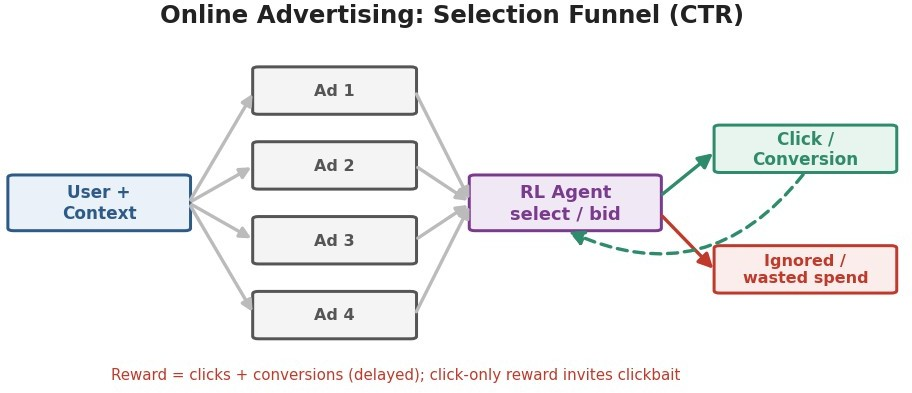 Online Advertising: Selection Funnel (CTR)
Ad 1
Ad 2
Ad 3
Ad 4
User +
Context
RL Agent
select / bid
Click /
Conversion
Ignored /
wasted spend
Reward = clicks + conversions (delayed); click-only reward invites clickbait